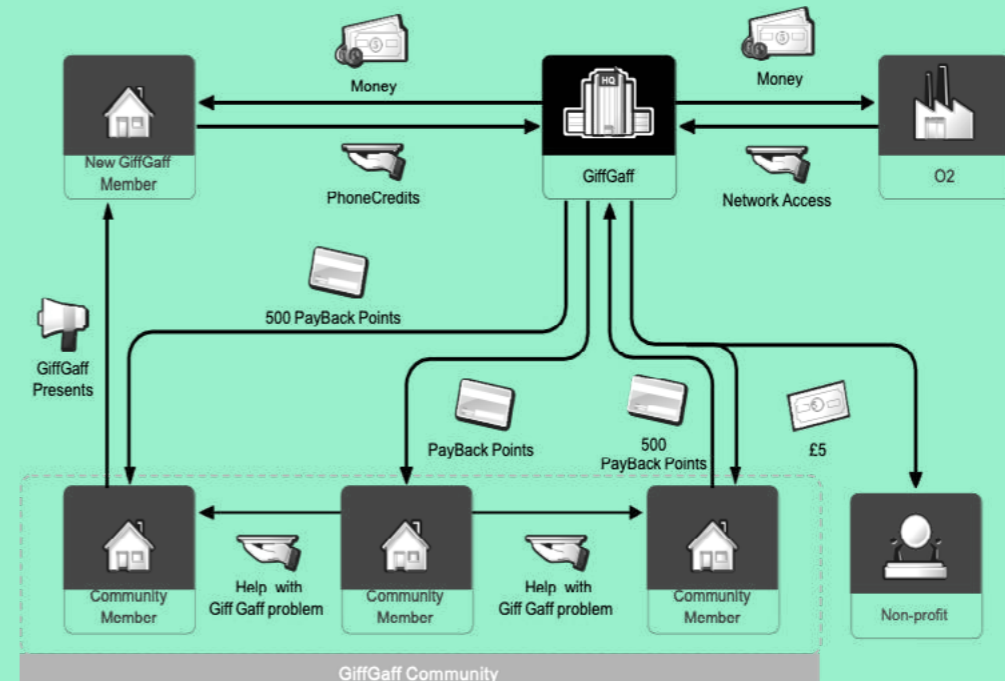 Money
Money
HQ
New GiffGaff
Member
PhoneCredits
GiffGaff
Network Access
O2
500 PayBack Points
GiffGaff
Presents
PayBack Points
500
PayBack Points
£5
Community
Member
Help with
Giff Gaff problem
Community
Member
Help with
Giff Gaff problem
Community
Member
Non-profit
GiffGaff Community